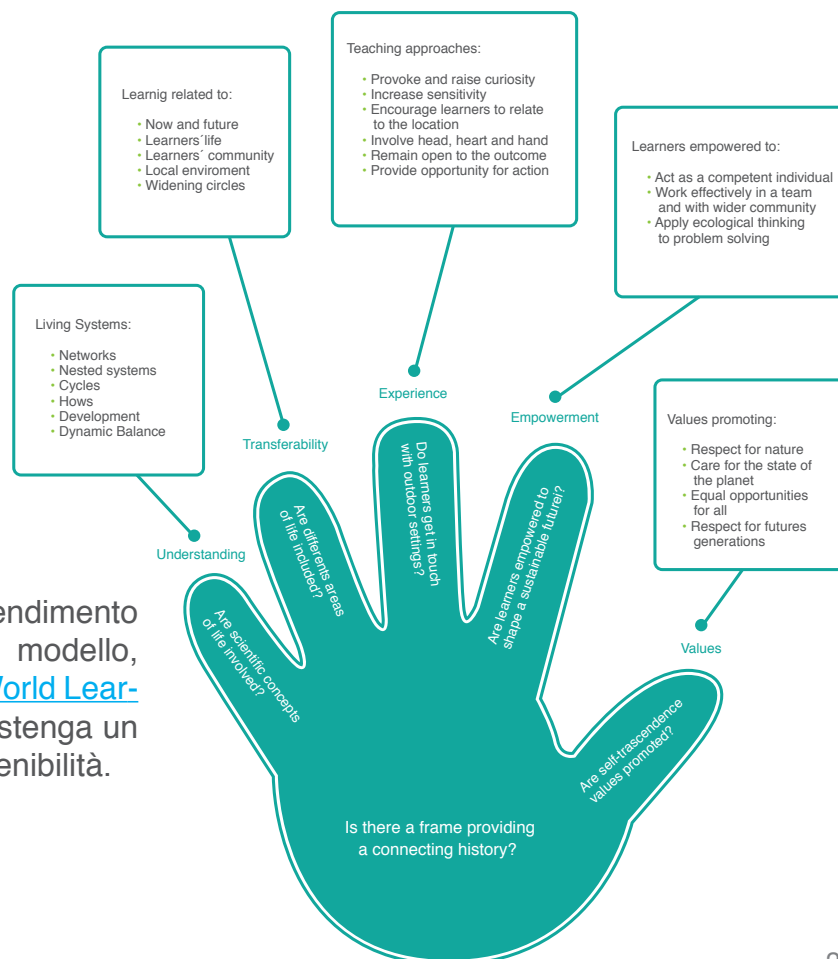 Teaching approaches:
• Provoke and raise curiosity
• Increase sensitivity
• Encourage learners to relate
to the location
• Involve head, heart and hand
• Remain open to the outcome
• Provide opportunity for action
Learnig related to:
• Now and future
• Learners´life
• Learners´ community
• Local enviroment
• Widening circles
Learners empowered to:
• Act as a competent individual
• Work effectively in a team
and with wider community
• Apply ecological thinking
to problem solving
Living Systems:
• Networks
• Nested systems
• Cycles
• Hows
• Development
• Dynamic Balance
Values promoting:
• Respect for nature
• Care for the state of
the planet
• Equal opportunities
for all
• Respect for futures
generations
Understanding
Transferability
Experience
Empowerment
Values
Are scientific concepts
of life involved?
Are differents areas
of life included?
Do learners get in touch
with outdoor settings?
Are learners empowered to
shape a sustainable futurei?
Are self-trascendence
values promoted?
Is there a frame providing
a connecting history?
endimento
modello,
World Lear-
stenga un
enibilità.